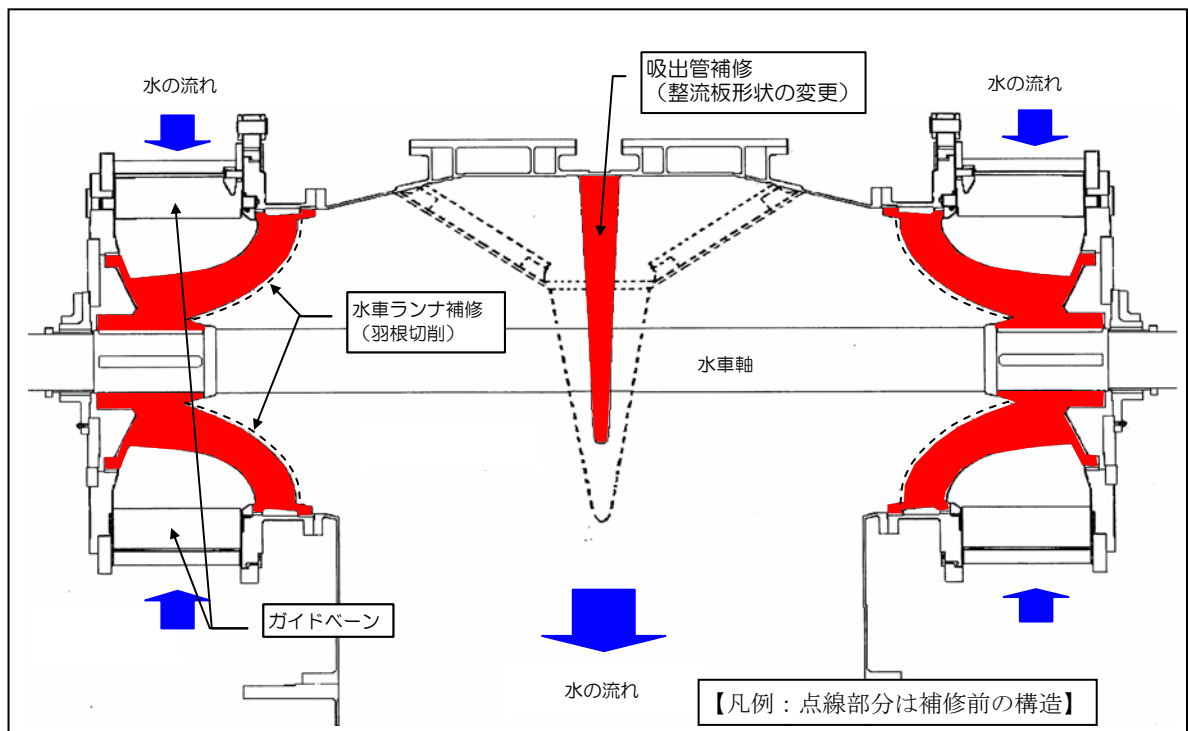 水の流れ
吸出管補修
（整流板形状の変更）
水の流れ
水車ランナ補修
（羽根切削）
水車軸
ガイドベーン
水の流れ
【凡例：点線部分は補修前の構造】